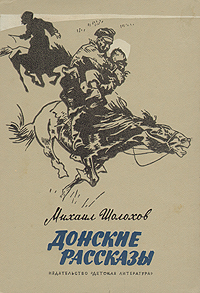 Михаил Шолохов
ДОНСКИЕ
РАССКАЗЫ
ИЗДАТЕЛЬСТВО «ДЕТСКАЯ ЛИТЕРАТУРА»